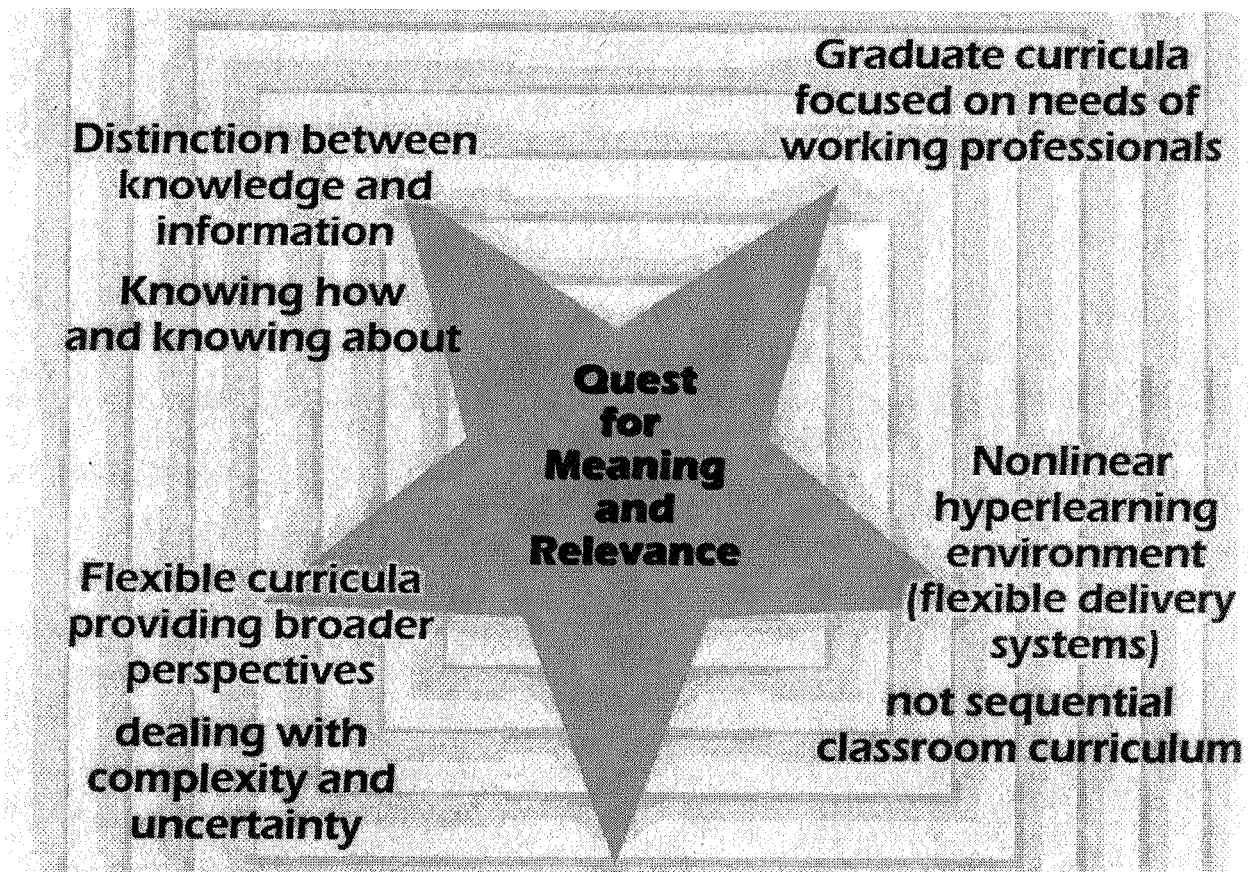 Graduate curricula
focused on needs of
working professionals
Distinction between
knowledge and
information
Knowing how
and knowing about
Quest
for
Meaning
and
Relevance
Nonlinear
hyperlearning
environment
(flexible delivery
systems)
not sequential
classroom curriculum
Flexible curricula
providing broader
perspectives
dealing with
complexity and
uncertainty